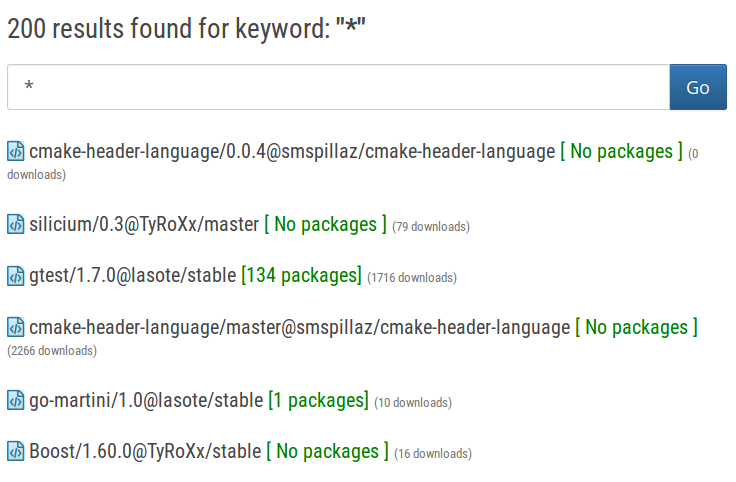 200 results found for keyword: "*"
*
Go
cmake-header-language/0.0.4@smspillaz/cmake-header-language [ No packages ] (0
downloads)
silicium/0.3@TyRoXx/master [ No packages ] (79 downloads)
gtest/1.7.0@lasote/stable [134 packages] (1716 downloads)
cmake-header-language/master@smspillaz/cmake-header-language [ No packages ]
(2266 downloads)
go-martini/1.0@lasote/stable [1 packages] (10 downloads)
Boost/1.60.0@TyRoXx/stable [ No packages ] (16 downloads)